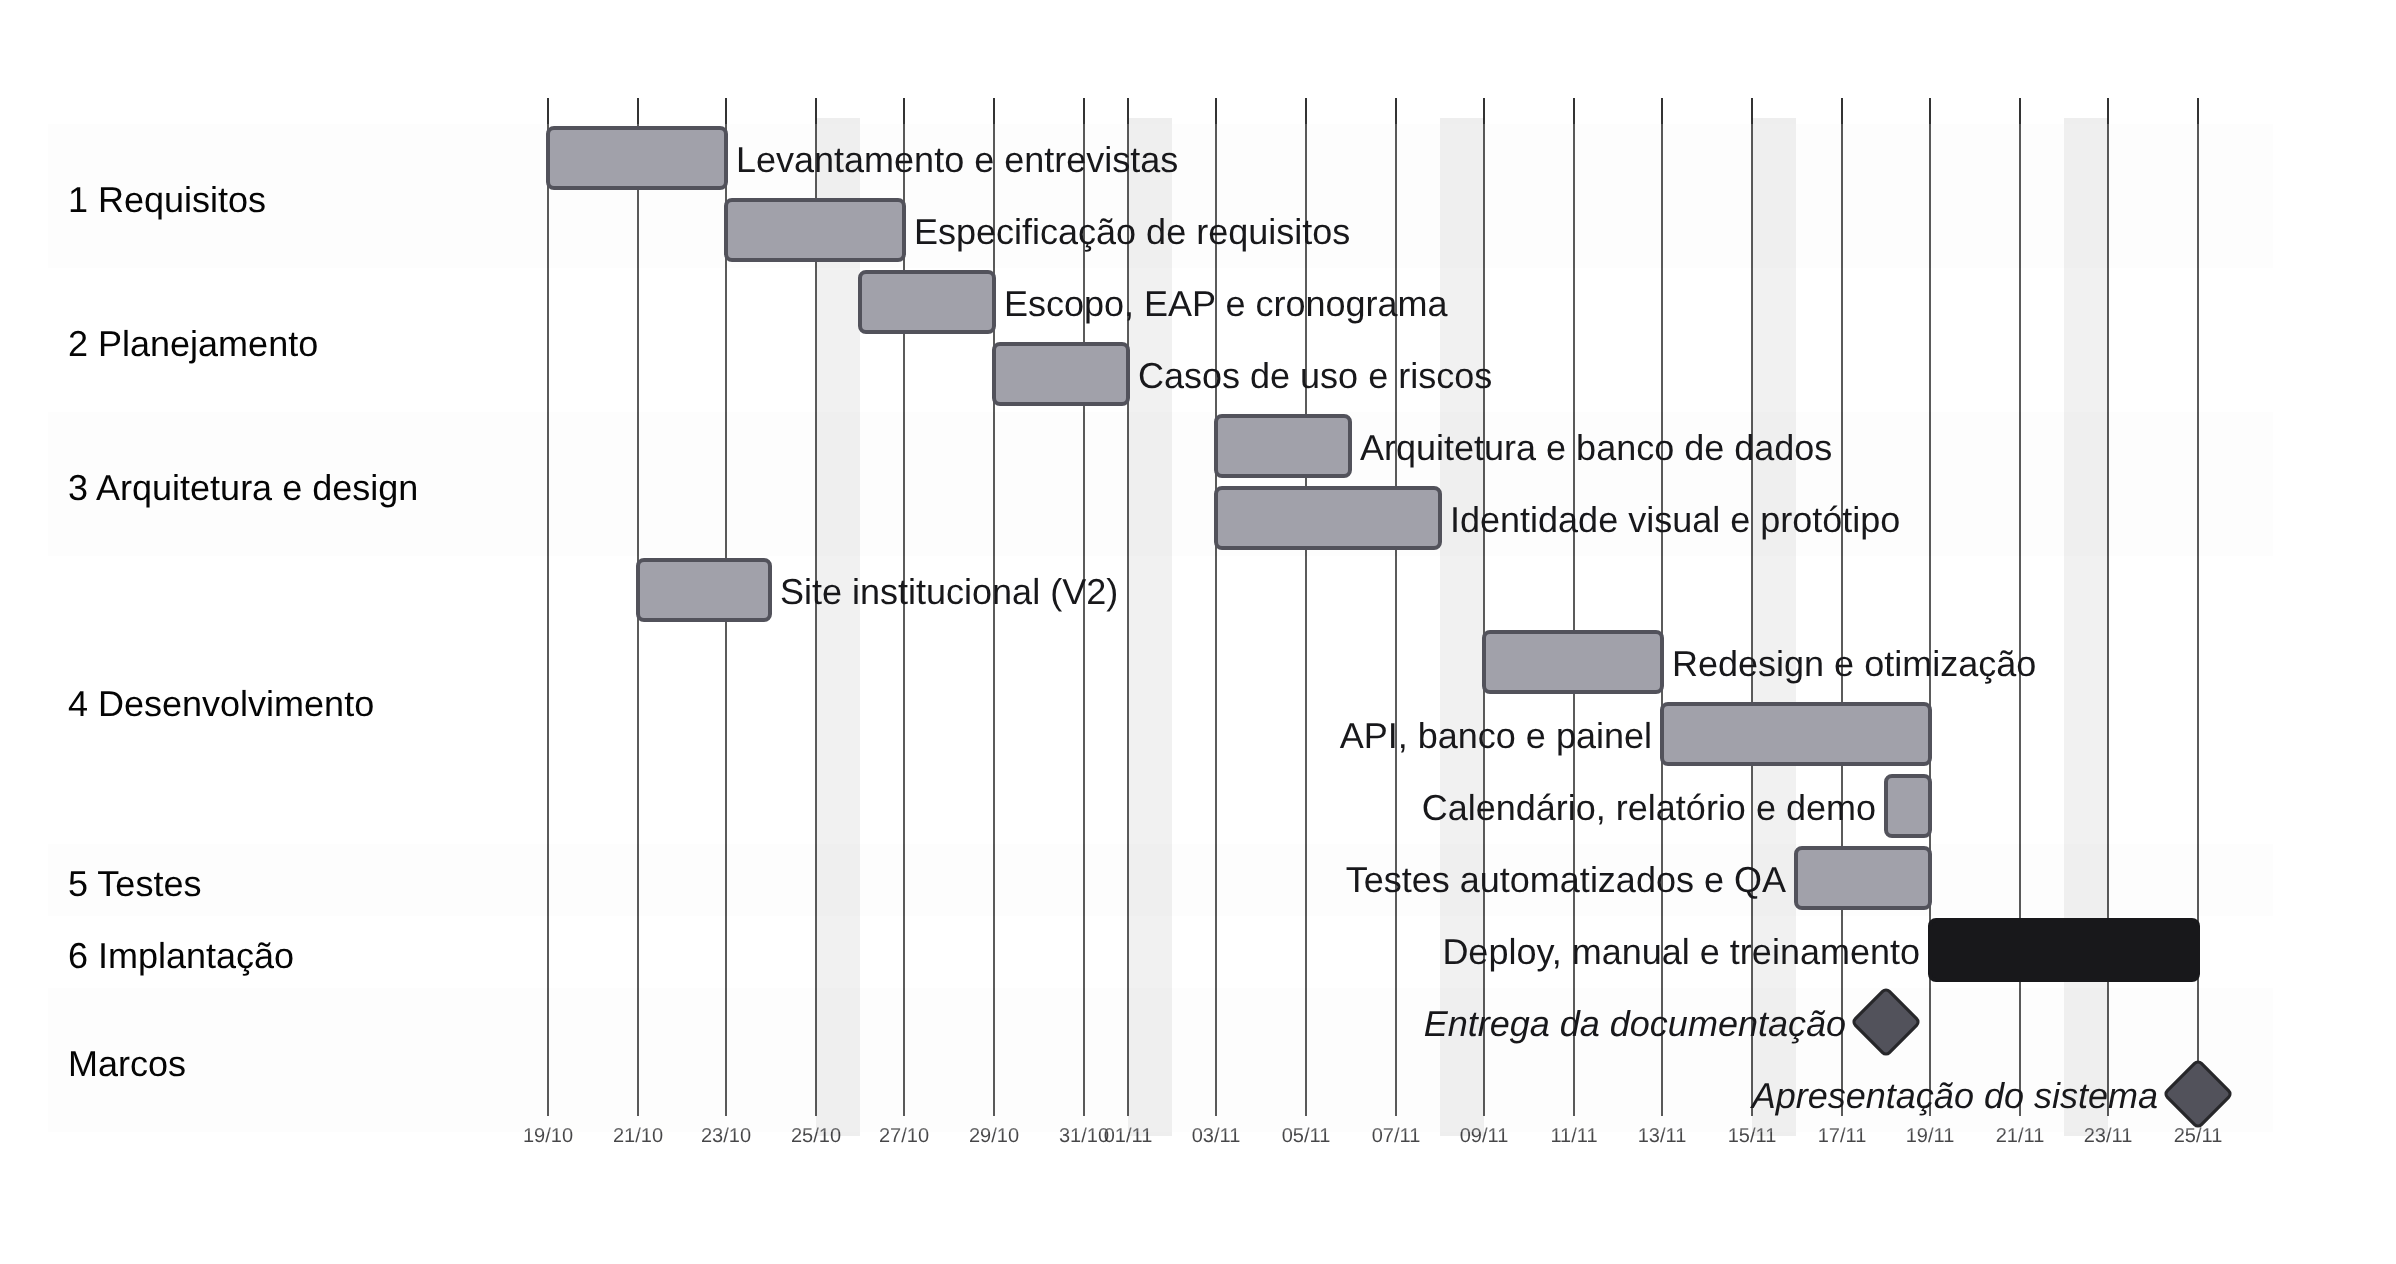 1 Requisitos
Levantamento e entrevistas
Especificação de requisitos
2 Planejamento
Escopo, EAP e cronograma
Casos de uso e riscos
3 Arquitetura e design
Arquitetura e banco de dados
Identidade visual e protótipo
4 Desenvolvimento
Site institucional (V2)
Redesign e otimização
API, banco e painel
Calendário, relatório e demo
5 Testes
Testes automatizados e QA
6 Implantação
Deploy, manual e treinamento
Marcos
Entrega da documentação
Apresentação do sistema
19/10 21/10 23/10 25/10 27/10 29/10 31/10 01/11 03/11 05/11 07/11 09/11 11/11 13/11 15/11 17/11 19/11 21/11 23/11 25/11